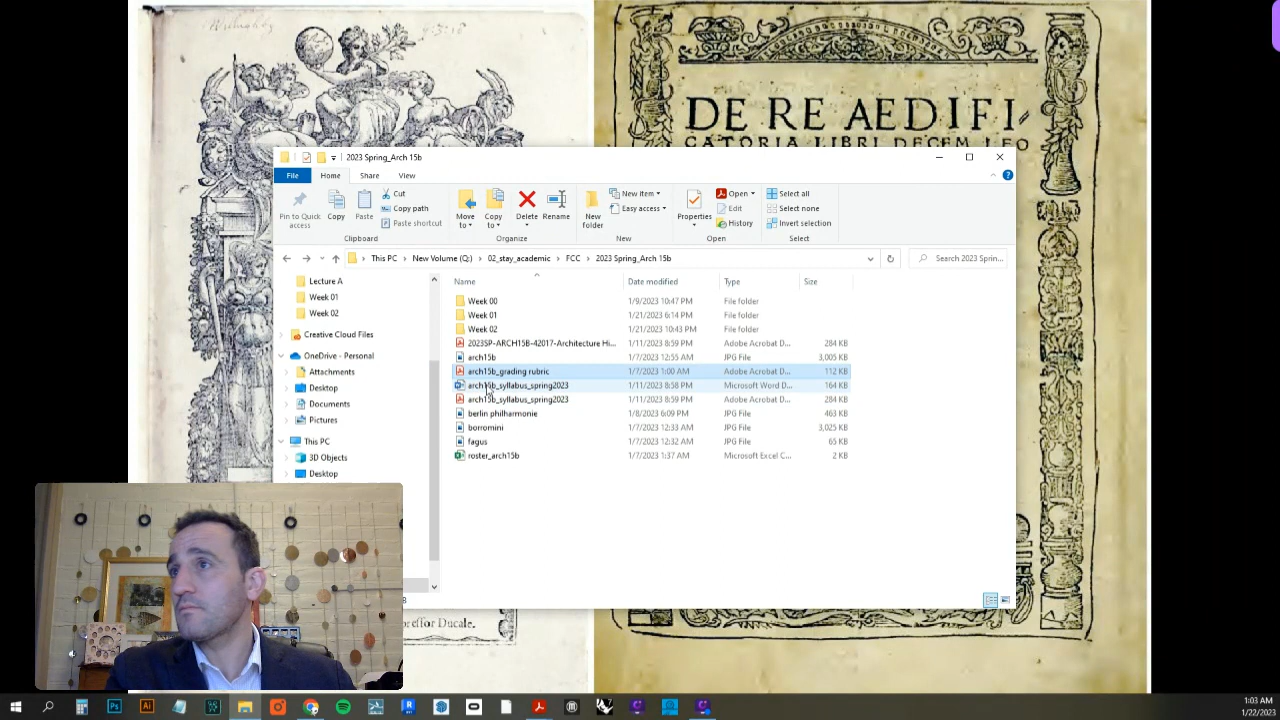 DE RE AEDIFI-
CATORIA LIBRI DECEM LEO
2023 Spring_Arch 15b
File Home Share View
Pin to Quick access
Copy
Paste
Cut
Copy path
Paste shortcut
Move to
Copy to
Delete
Rename
New folder
New item
Easy access
Properties
Open
Edit
History
Select all
Select none
Invert selection
Clipboard Organize New Open Select
This PC > New Volume (Q:) > 02_stay_academic > FCC > 2023 Spring_Arch 15b
Search 2023 Sprin...
Lecture A
Week 01
Week 02
Creative Cloud Files
OneDrive - Personal
Attachments
Desktop
Documents
Pictures
This PC
3D Objects
Desktop
Name Date modified Type Size
Week 00 1/9/2023 10:47 PM File folder
Week 01 1/21/2023 6:14 PM File folder
Week 02 1/21/2023 10:43 PM File folder
2023SP-ARCH15B-42017-Architecture Hi... 1/11/2023 8:59 PM Adobe Acrobat D... 284 KB
arch15b 1/7/2023 12:55 AM JPG File 3,005 KB
arch15b_grading rubric 1/7/2023 1:00 AM Adobe Acrobat D... 112 KB
arch15b_syllabus_spring2023 1/11/2023 8:58 PM Microsoft Word D... 164 KB
arch15b_syllabus_spring2023 1/11/2023 8:59 PM Adobe Acrobat D... 284 KB
berlin philharmonie 1/8/2023 6:09 PM JPG File 463 KB
borromini 1/7/2023 12:33 AM JPG File 3,025 KB
fagus 1/7/2023 12:32 AM JPG File 65 KB
roster_arch15b 1/7/2023 1:37 AM Microsoft Excel C... 2 KB
Ducale.
1:03 AM
1/22/2023